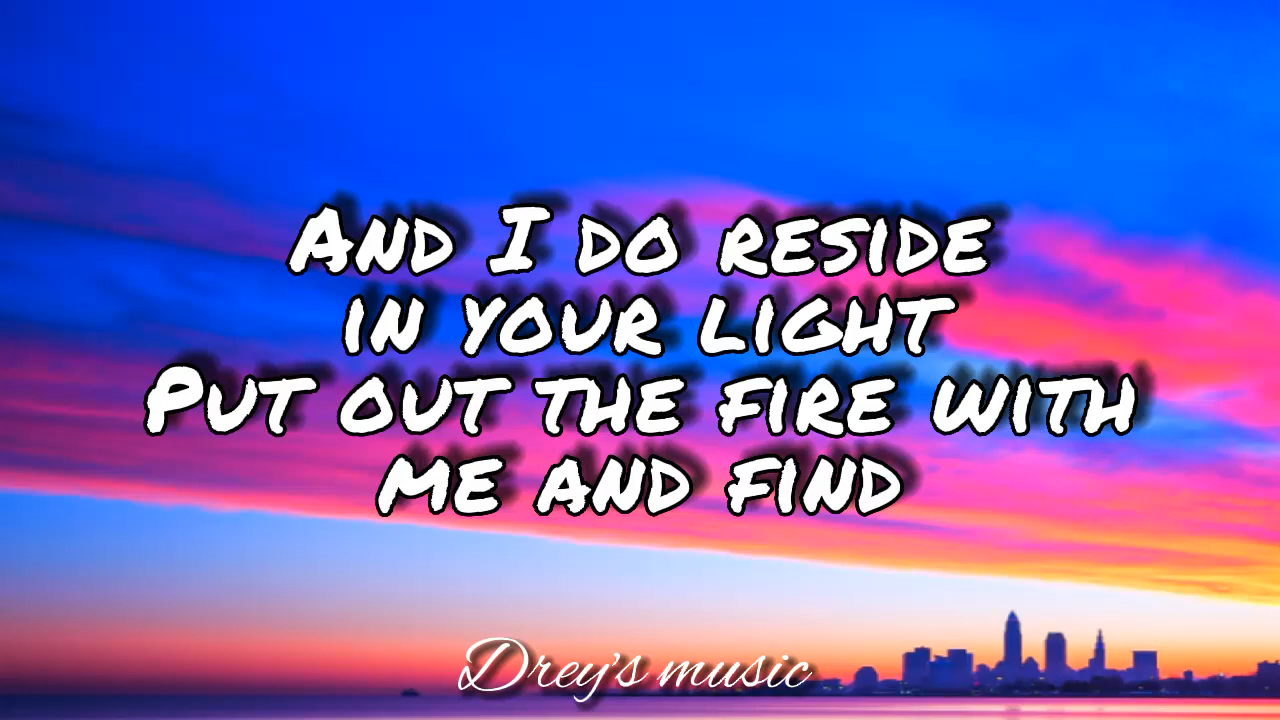 And I do reside
in your light
Put out the fire with
me and find
Drey's music